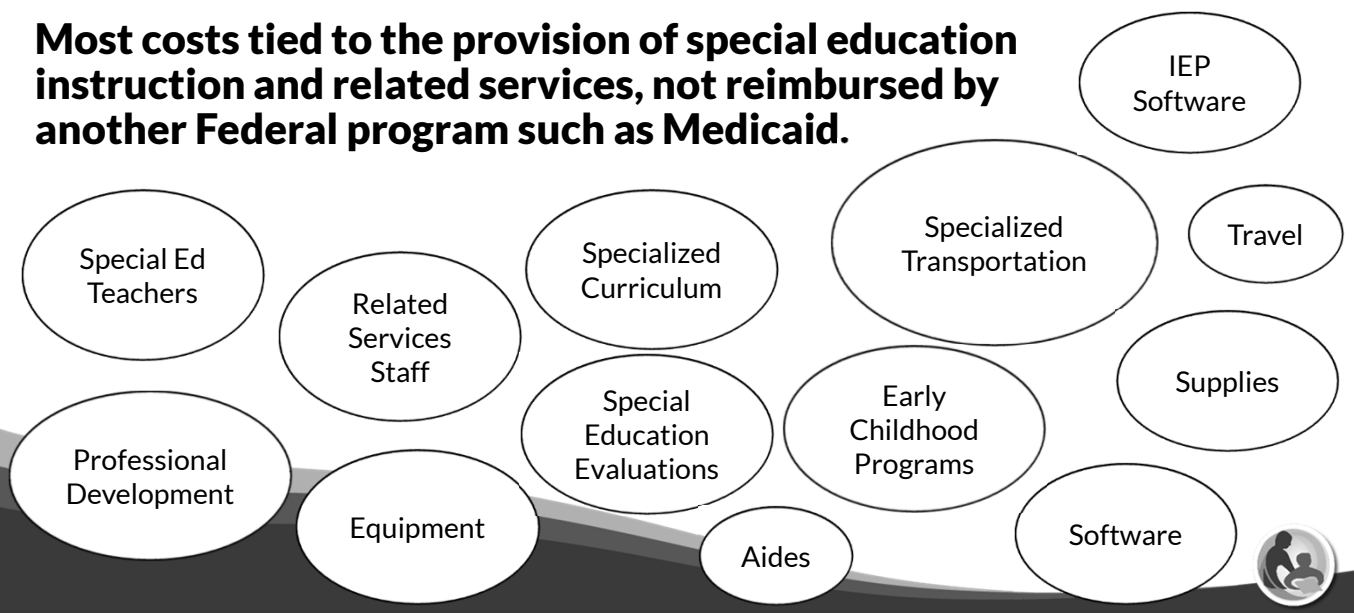 Most costs tied to the provision of special education
instruction and related services, not reimbursed by
another Federal program such as Medicaid.
IEP
Software
Special Ed
Teachers
Related
Services
Staff
Specialized
Curriculum
Specialized
Transportation
Travel
Professional
Development
Equipment
Special
Education
Evaluations
Early
Childhood
Programs
Supplies
Aides
Software